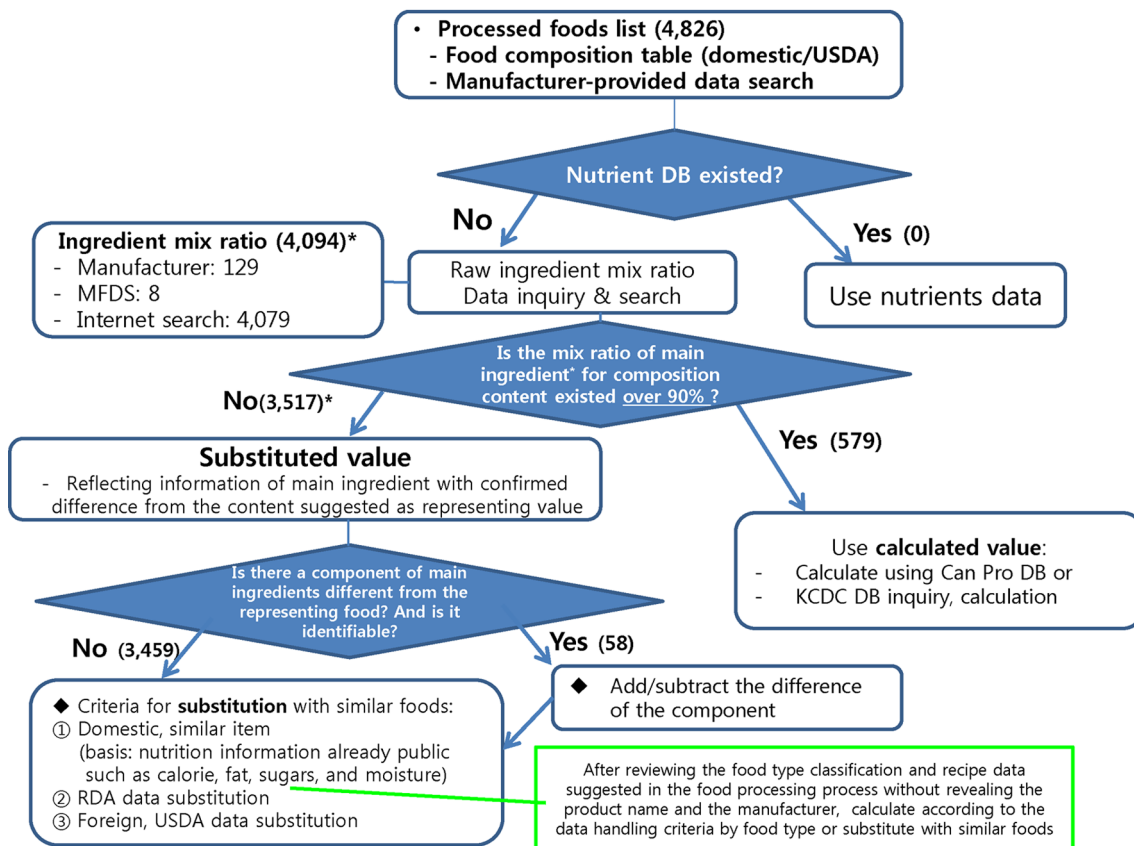 • Processed foods list (4,826)
- Food composition table (domestic/USDA)
- Manufacturer-provided data search
Nutrient DB existed?
No
Yes (0)
Ingredient mix ratio (4,094)*
- Manufacturer: 129
- MFDS: 8
- Internet search: 4,079
Raw ingredient mix ratio
Data inquiry & search
Use nutrients data
Is the mix ratio of main
ingredient* for composition
content existed over 90% ?
No(3,517)*
Yes (579)
Substituted value
- Reflecting information of main ingredient with confirmed
difference from the content suggested as representing value
Use calculated value:
- Calculate using Can Pro DB or
- KCDC DB inquiry, calculation
Is there a component of main
ingredients different from the
representing food? And is it
identifiable?
No (3,459)
Yes (58)
◆ Add/subtract the difference
of the component
◆ Criteria for substitution with similar foods:
① Domestic, similar item
(basis: nutrition information already public
such as calorie, fat, sugars, and moisture)
② RDA data substitution
③ Foreign, USDA data substitution
After reviewing the food type classification and recipe data
suggested in the food processing process without revealing the
product name and the manufacturer, calculate according to the
data handling criteria by food type or substitute with similar foods